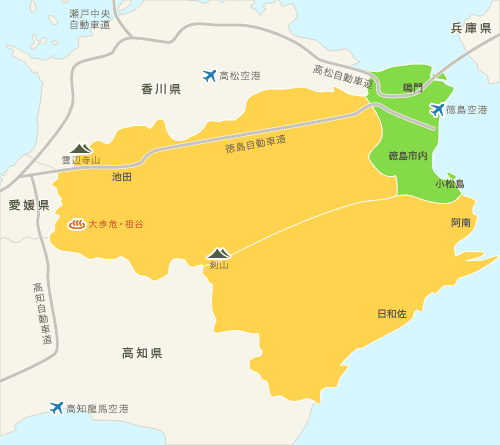 瀬戸中央
自動車道
兵庫県
高松空港
高松自動車道
鳴門
香川県
徳島空港
徳島自動車道
雲辺寺山
徳島市内
池田
小松島
愛媛県
大歩危・祖谷
阿南
剣山
高知自動車道
日和佐
高知県
高知龍馬空港